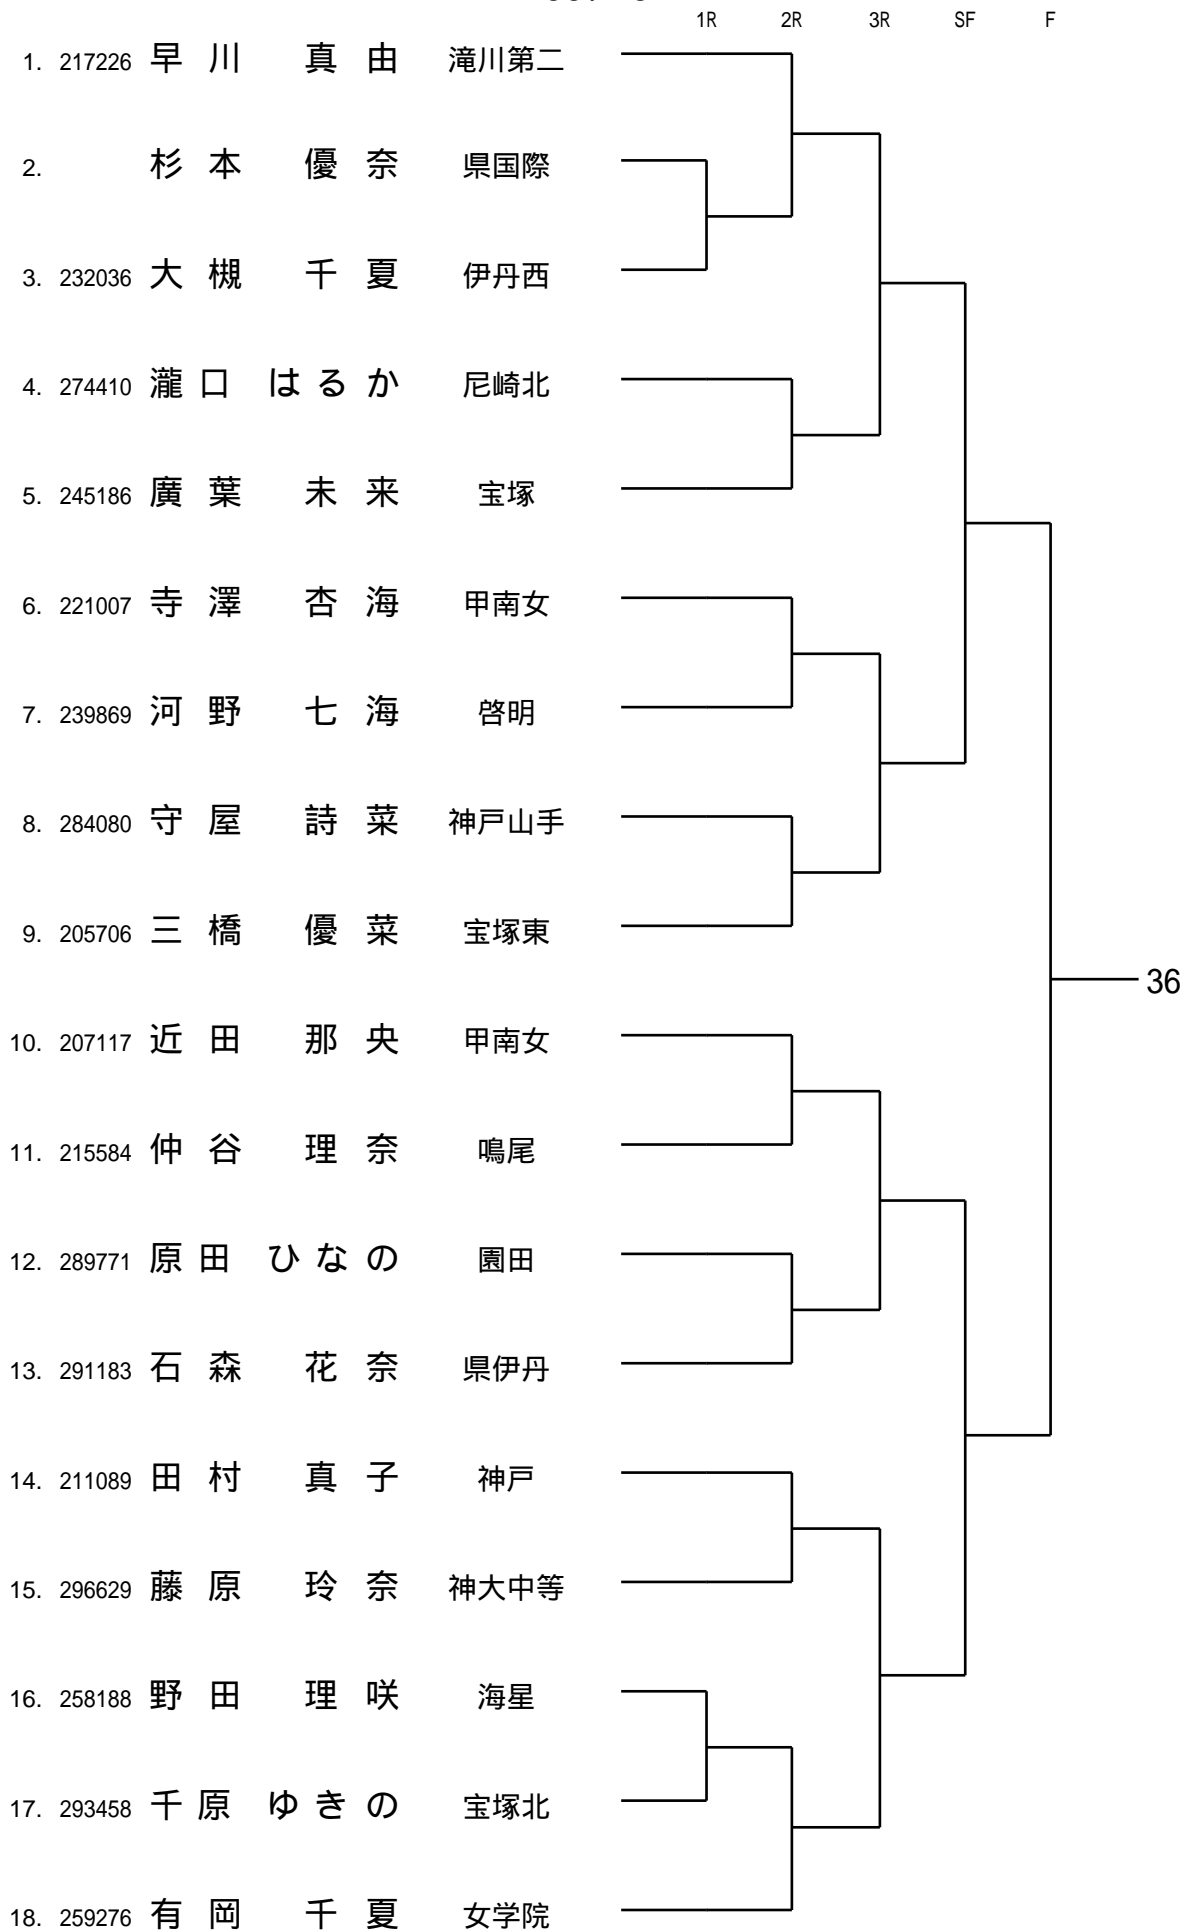 1R 2R 3R SF F
1. 217226 早川 真由 滝川第二
2. 杉本 優奈 県国際
3. 232036 大槻 千夏 伊丹西
4. 274410 瀧口 はるか 尼崎北
5. 245186 廣葉 未来 宝塚
6. 221007 寺澤 杏海 甲南女
7. 239869 河野 七海 啓明
8. 284080 守屋 詩菜 神戸山手
9. 205706 三橋 優菜 宝塚東
36
10. 207117 近田 那央 甲南女
11. 215584 仲谷 理奈 鳴尾
12. 289771 原田 ひなの 園田
13. 291183 石森 花奈 県伊丹
14. 211089 田村 真子 神戸
15. 296629 藤原 玲奈 神大中等
16. 258188 野田 理咲 海星
17. 293458 千原 ゆきの 宝塚北
18. 259276 有岡 千夏 女学院